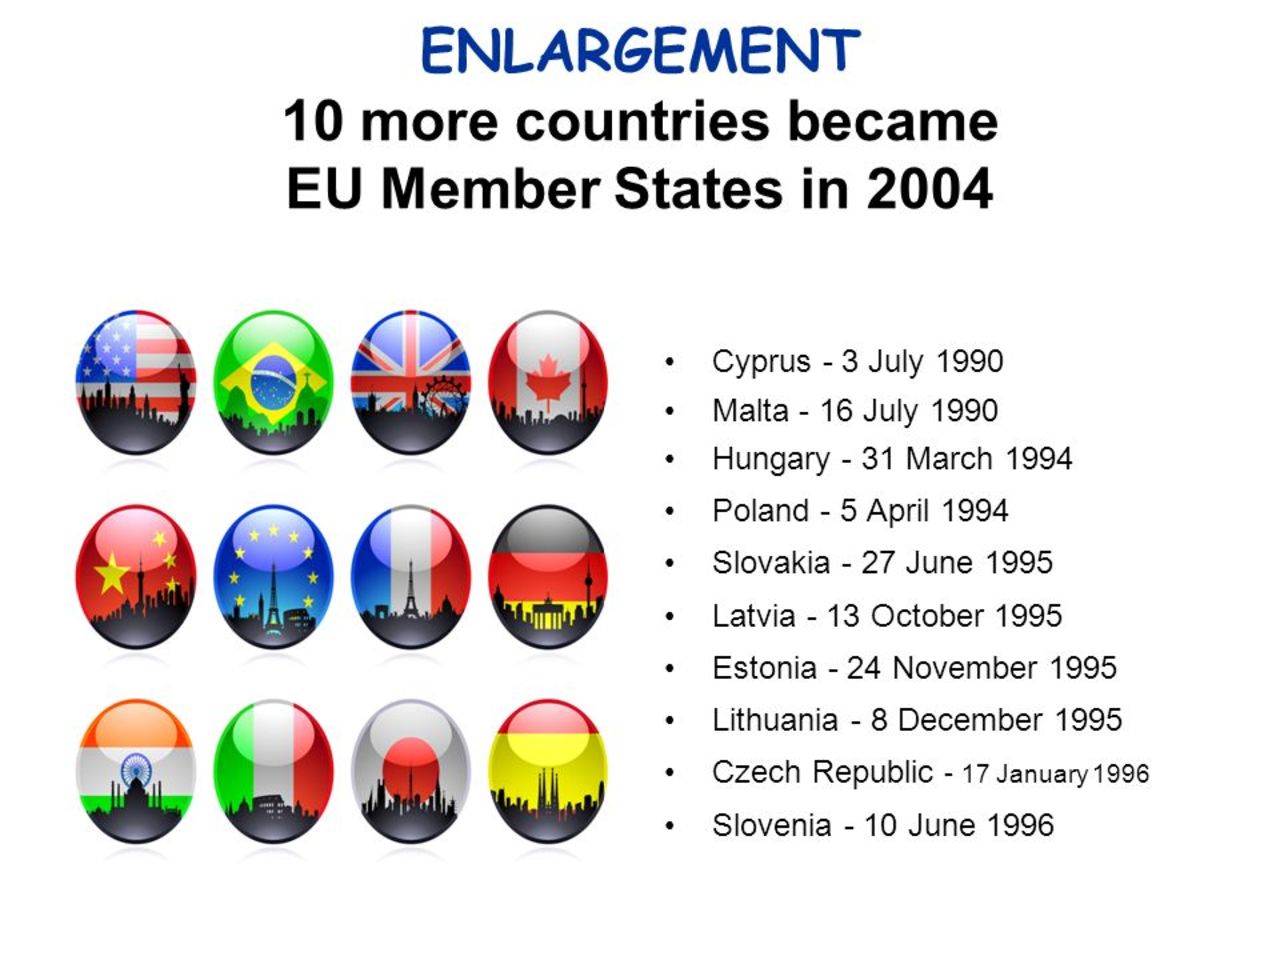 ENLARGEMENT
10 more countries became
EU Member States in 2004
• Cyprus - 3 July 1990
• Malta - 16 July 1990
• Hungary - 31 March 1994
• Poland - 5 April 1994
• Slovakia - 27 June 1995
• Latvia - 13 October 1995
• Estonia - 24 November 1995
• Lithuania - 8 December 1995
• Czech Republic - 17 January 1996
• Slovenia - 10 June 1996